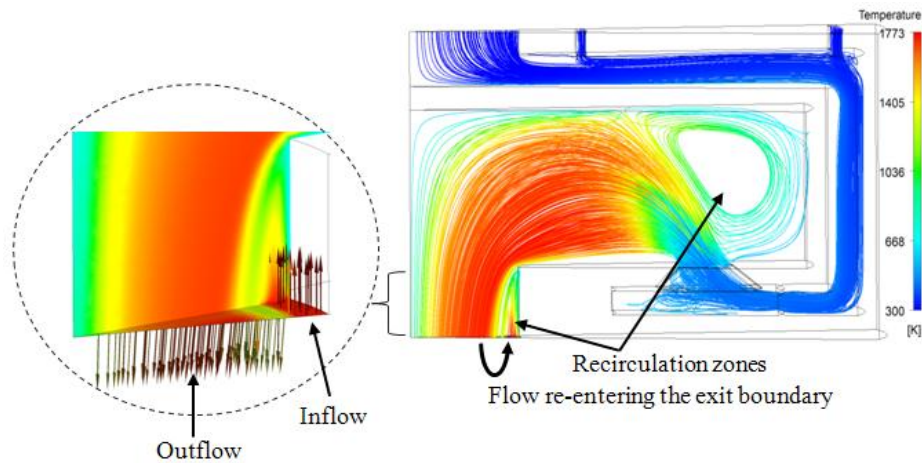 Temperature
1773
1405
1036
668
300
[K]
Recirculation zones
Flow re-entering the exit boundary
Inflow
Outflow